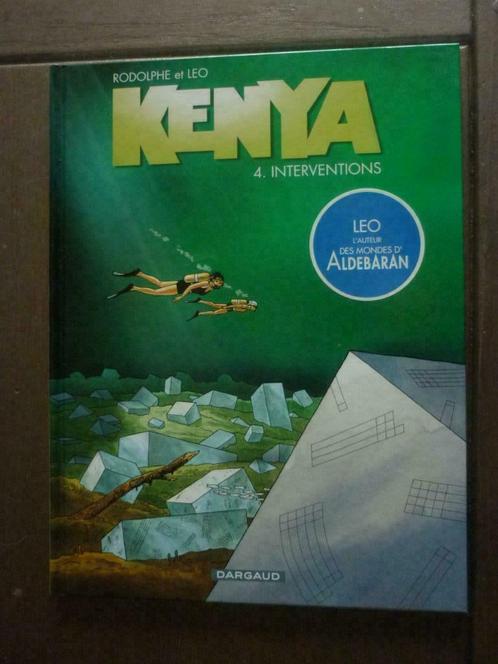 RODOLPHE et LEO
KENYA
4. INTERVENTIONS
LEO
L'AUTEUR
DES MONDES D'
ALDEBARAN
DARGAUD